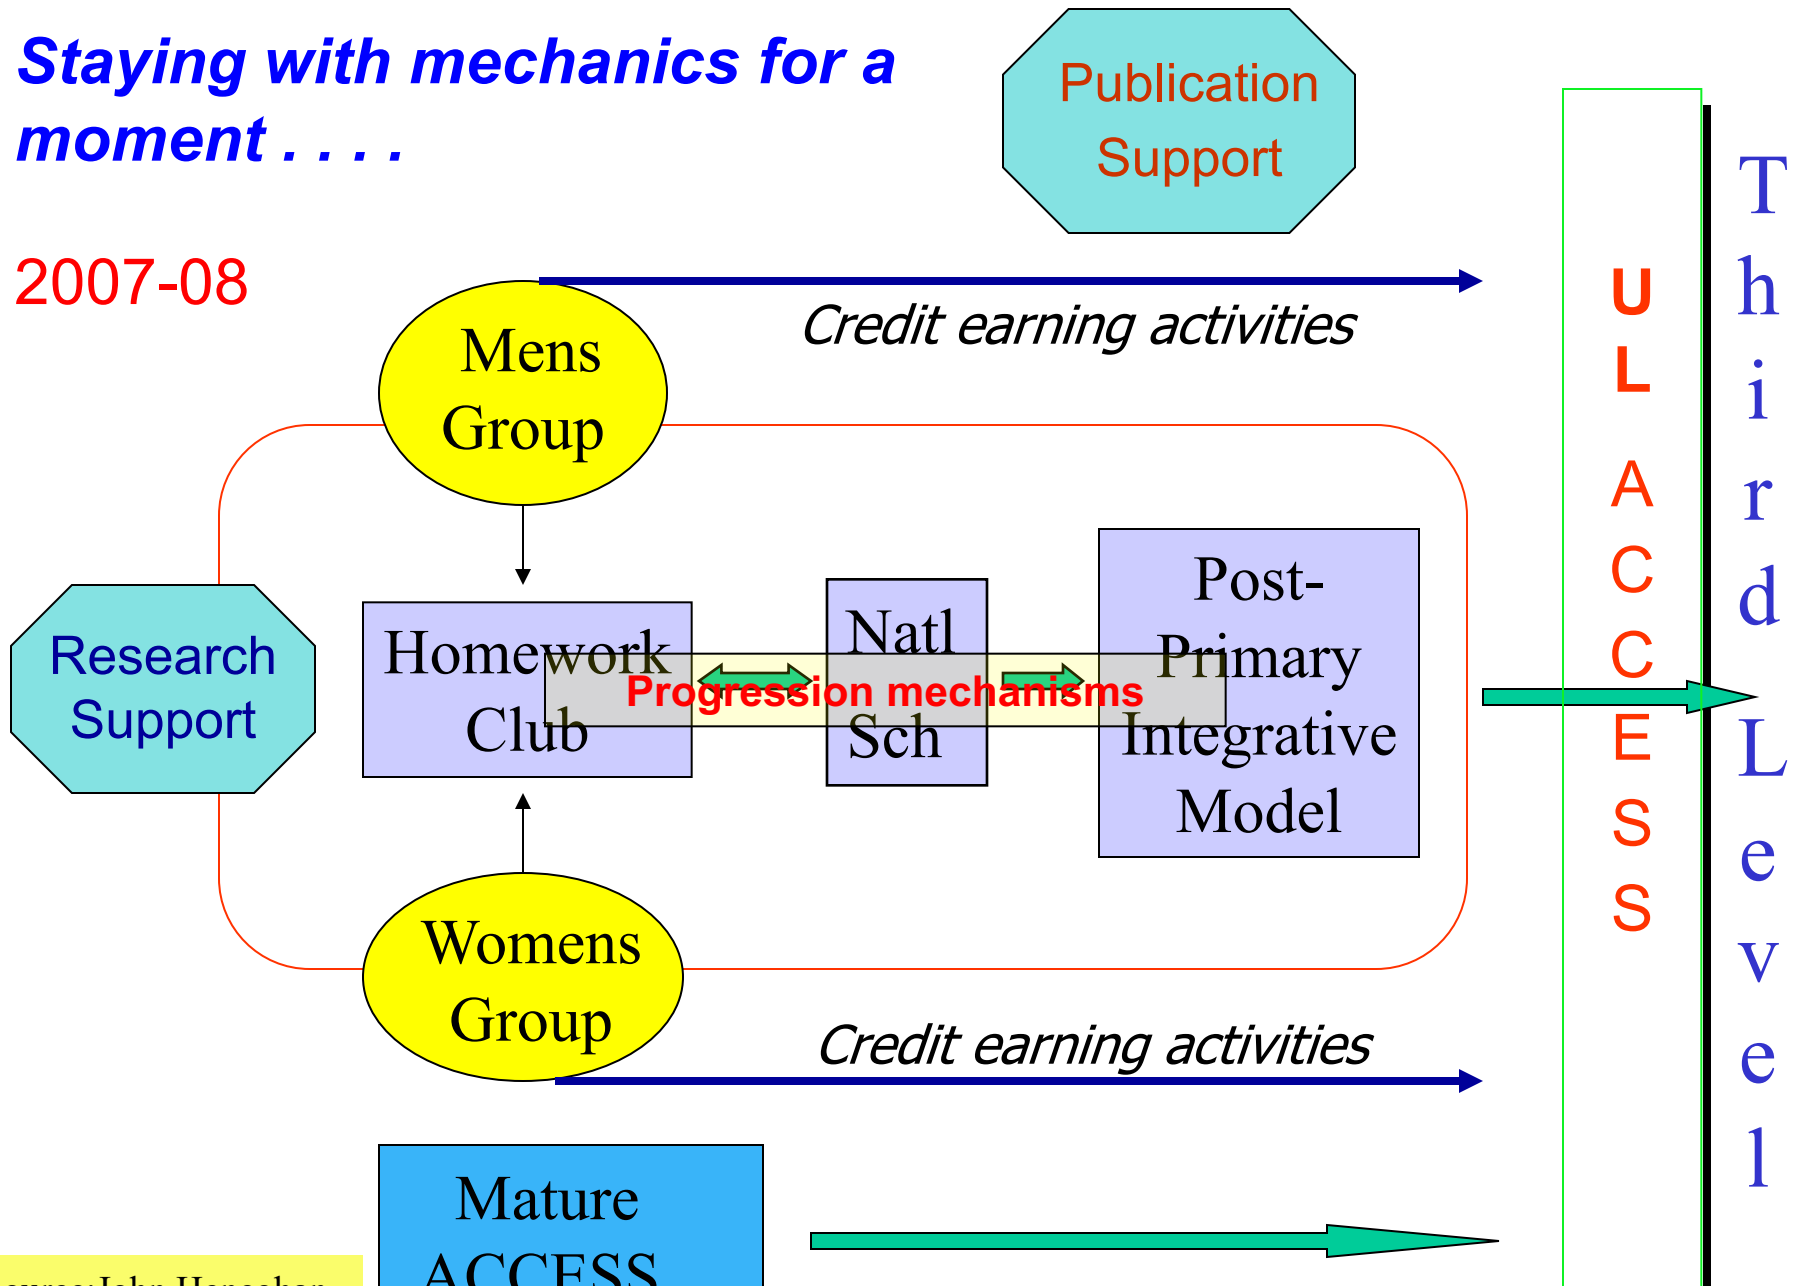 Staying with mechanics for a
moment . . . .
Publication
Support
2007-08
Mens
Group
Credit earning activities
Research
Support
Homework
Club
Natl
Sch
Post-
Primary
Integrative
Model
Progression mechanisms
Womens
Group
Credit earning activities
Mature
ACCESS
John
U
L
A
C
C
E
S
S
T
h
i
r
d
L
e
v
e
l